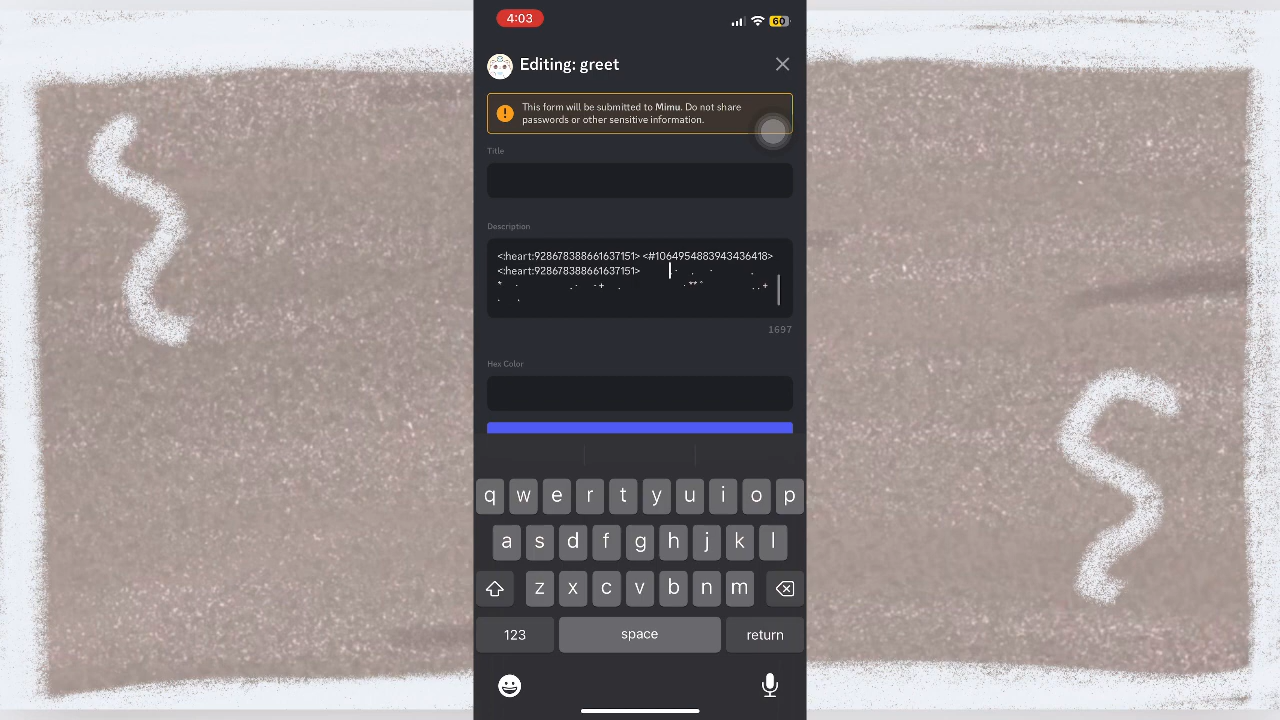 4:03
60
Editing: greet
This form will be submitted to Mimu. Do not share
passwords or other sensitive information.
Title
Description
<:heart:928678388661637151> <#1064954883943436418>
<:heart:928678388661637151>
1697
Hex Color
q w e r t y u i o p
a s d f g h j k l
z x c v b n m
123 space return